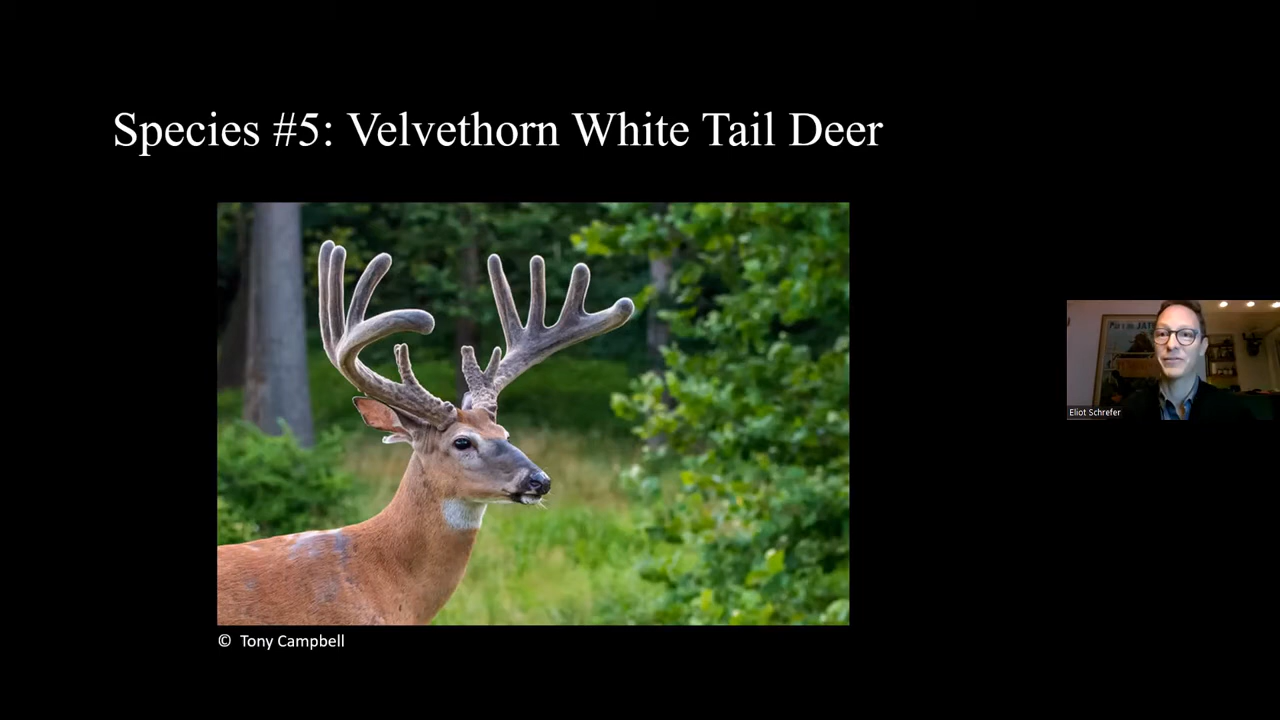 Species #5: Velvethorn White Tail Deer
© Tony Campbell
Eliot Schrefer